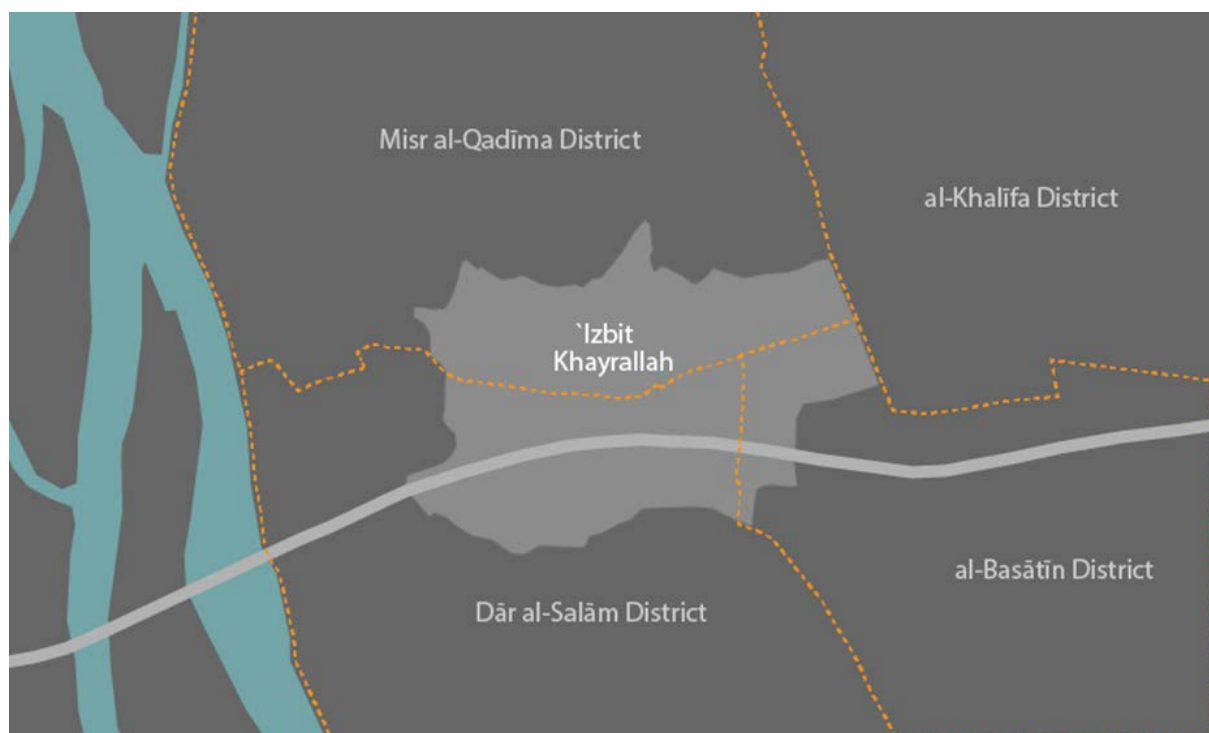 Misr al-Qadīma District
al-Khalīfa District
`Izbit
Khayrallah
al-Basātīn District
Dār al-Salām District